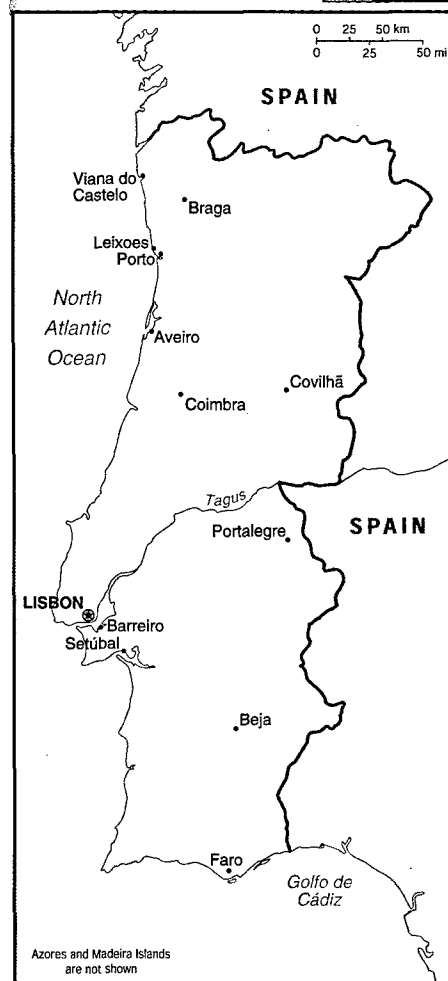 0 25 50 km
0 25 50 mi
SPAIN
Viana do
Castelo
Braga
Leixoes
Porto
North
Atlantic
Ocean
Aveiro
Covilhã
Coimbra
Tagus
SPAIN
Portalegre
LISBON
Barreiro
Setúbal
Beja
Faro
Golfo de
Cádiz
Azores and Madeira Islands
are not shown